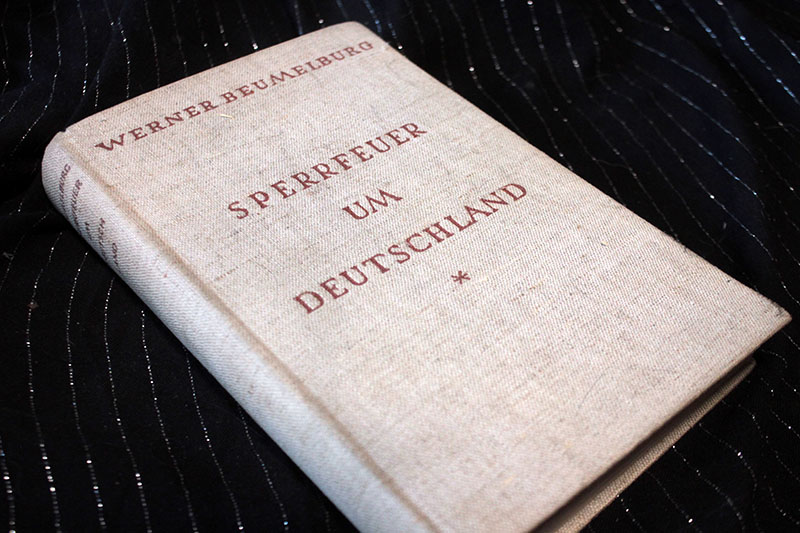 WERNER BEUMELBURG
SPERRFEUER
UM
DEUTSCHLAND
*